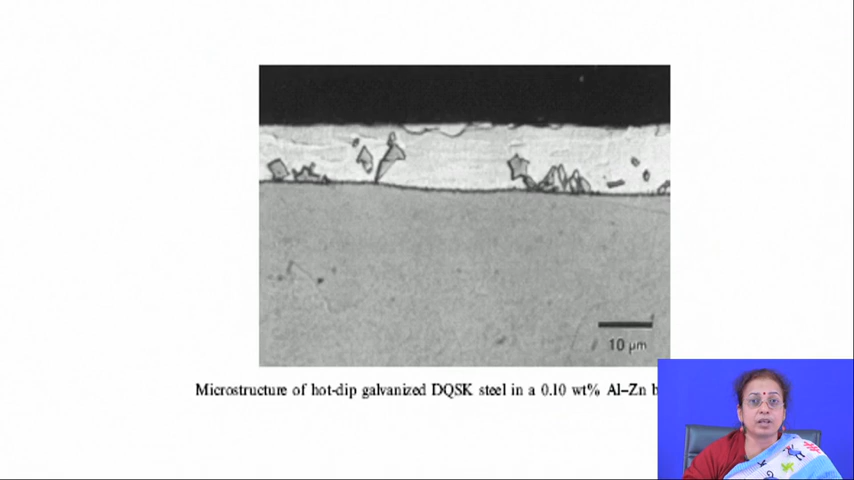 10 μm
Microstructure of hot-dip galvanized DQSK steel in a 0.10 wt% Al–Zn